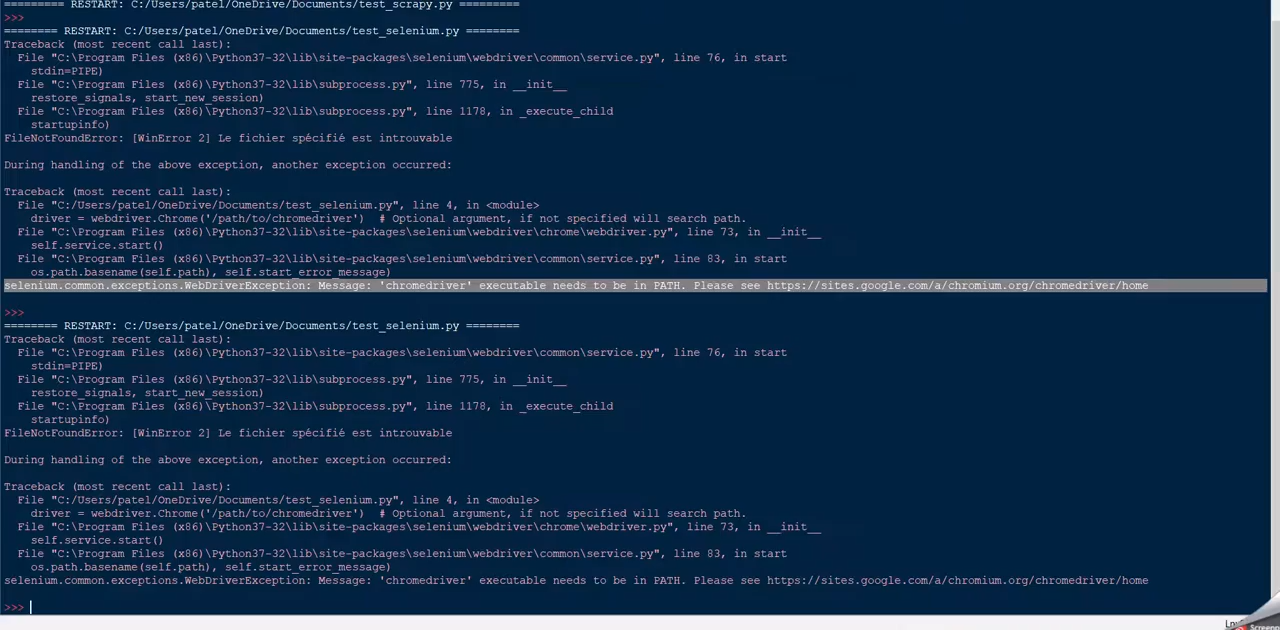 ========= RESTART: C:/Users/patel/OneDrive/Documents/test_scrapy.py =========
>>>
======== RESTART: C:/Users/patel/OneDrive/Documents/test_selenium.py ========
Traceback (most recent call last):
  File "C:\Program Files (x86)\Python37-32\lib\site-packages\selenium\webdriver\common\service.py", line 76, in start
    stdin=PIPE)
  File "C:\Program Files (x86)\Python37-32\lib\subprocess.py", line 775, in __init__
    restore_signals, start_new_session)
  File "C:\Program Files (x86)\Python37-32\lib\subprocess.py", line 1178, in _execute_child
    startupinfo)
FileNotFoundError: [WinError 2] Le fichier spécifié est introuvable

During handling of the above exception, another exception occurred:

Traceback (most recent call last):
  File "C:/Users/patel/OneDrive/Documents/test_selenium.py", line 4, in <module>
    driver = webdriver.Chrome('/path/to/chromedriver')  # Optional argument, if not specified will search path.
  File "C:\Program Files (x86)\Python37-32\lib\site-packages\selenium\webdriver\chrome\webdriver.py", line 73, in __init__
    self.service.start()
  File "C:\Program Files (x86)\Python37-32\lib\site-packages\selenium\webdriver\common\service.py", line 83, in start
    os.path.basename(self.path), self.start_error_message)
selenium.common.exceptions.WebDriverException: Message: 'chromedriver' executable needs to be in PATH. Please see https://sites.google.com/a/chromium.org/chromedriver/home

>>>
======== RESTART: C:/Users/patel/OneDrive/Documents/test_selenium.py ========
Traceback (most recent call last):
  File "C:\Program Files (x86)\Python37-32\lib\site-packages\selenium\webdriver\common\service.py", line 76, in start
    stdin=PIPE)
  File "C:\Program Files (x86)\Python37-32\lib\subprocess.py", line 775, in __init__
    restore_signals, start_new_session)
  File "C:\Program Files (x86)\Python37-32\lib\subprocess.py", line 1178, in _execute_child
    startupinfo)
FileNotFoundError: [WinError 2] Le fichier spécifié est introuvable

During handling of the above exception, another exception occurred:

Traceback (most recent call last):
  File "C:/Users/patel/OneDrive/Documents/test_selenium.py", line 4, in <module>
    driver = webdriver.Chrome('/path/to/chromedriver')  # Optional argument, if not specified will search path.
  File "C:\Program Files (x86)\Python37-32\lib\site-packages\selenium\webdriver\chrome\webdriver.py", line 73, in __init__
    self.service.start()
  File "C:\Program Files (x86)\Python37-32\lib\site-packages\selenium\webdriver\common\service.py", line 83, in start
    os.path.basename(self.path), self.start_error_message)
selenium.common.exceptions.WebDriverException: Message: 'chromedriver' executable needs to be in PATH. Please see https://sites.google.com/a/chromium.org/chromedriver/home

>>>